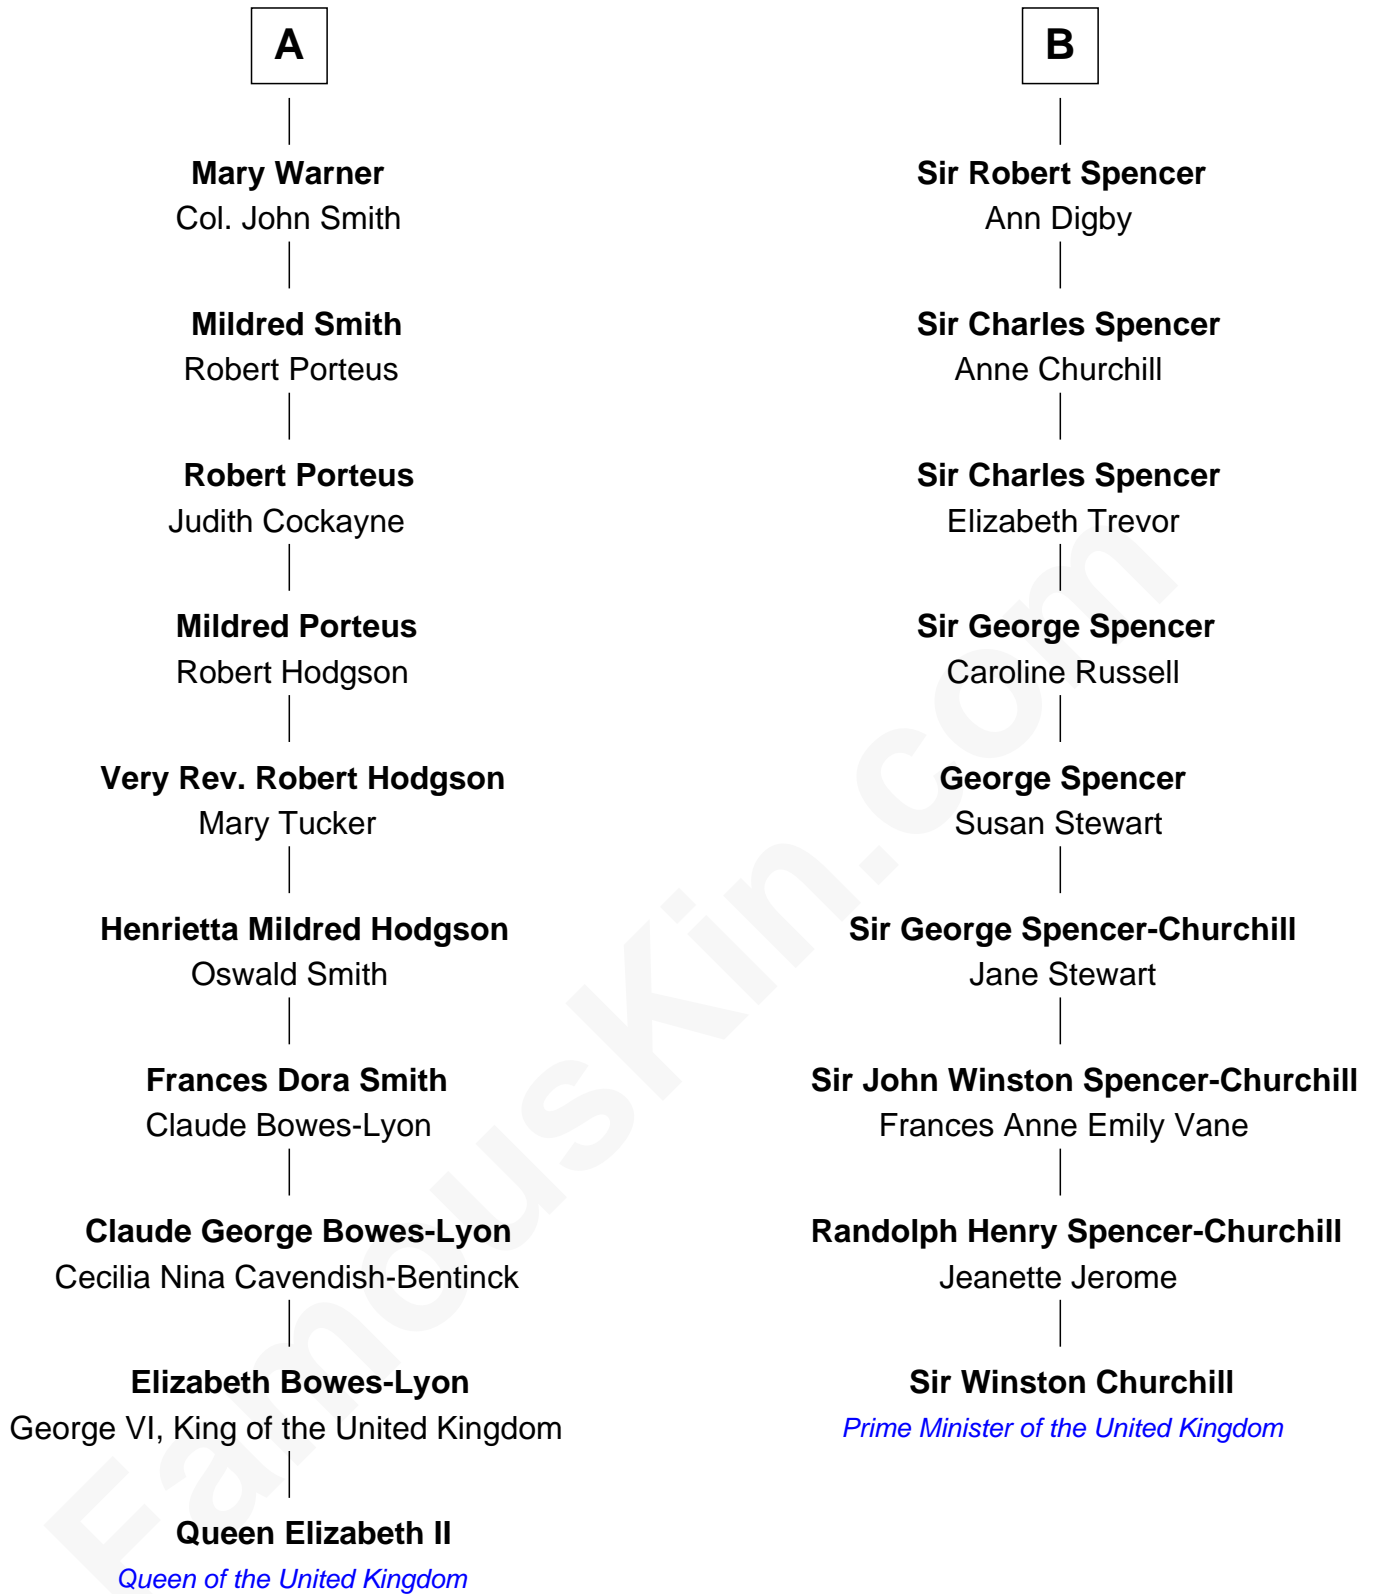 A
Mary Warner
Col. John Smith
Mildred Smith
Robert Porteus
Robert Porteus
Judith Cockayne
Mildred Porteus
Robert Hodgson
Very Rev. Robert Hodgson
Mary Tucker
Henrietta Mildred Hodgson
Oswald Smith
Frances Dora Smith
Claude Bowes-Lyon
Claude George Bowes-Lyon
Cecilia Nina Cavendish-Bentinck
Elizabeth Bowes-Lyon
George VI, King of the United Kingdom
Queen Elizabeth II
Queen of the United Kingdom
B
Sir Robert Spencer
Ann Digby
Sir Charles Spencer
Anne Churchill
Sir Charles Spencer
Elizabeth Trevor
Sir George Spencer
Caroline Russell
George Spencer
Susan Stewart
Sir George Spencer-Churchill
Jane Stewart
Sir John Winston Spencer-Churchill
Frances Anne Emily Vane
Randolph Henry Spencer-Churchill
Jeanette Jerome
Sir Winston Churchill
Prime Minister of the United Kingdom
FamousKin.com